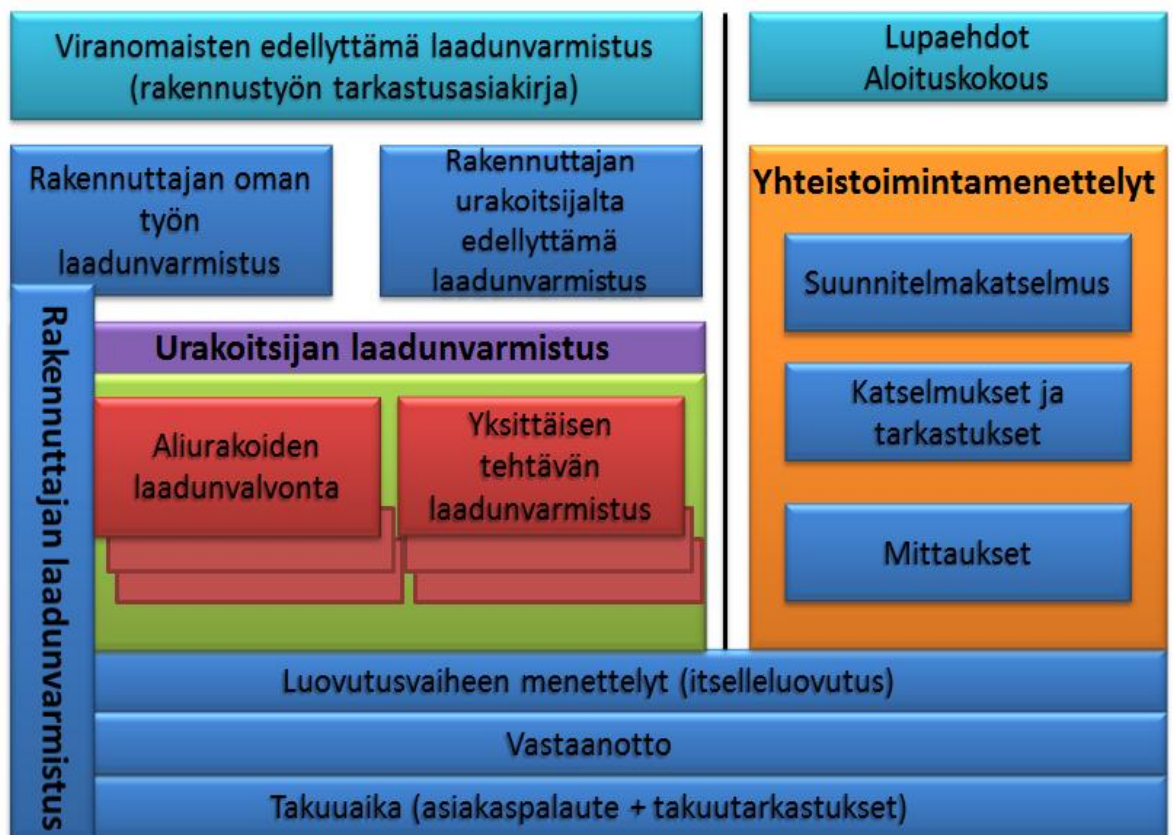 Viranomaisten edellyttämä laadunvarmistus
(rakennustyön tarkastusasiakirja)
Lupaehdot
Aloituskokous
Rakennuttajan oman
työn
laadunvarmistus
Rakennuttajan
urakoitsijalta
edellyttämä
laadunvarmistus
Yhteistoimintamenettelyt
Suunnitelmakatselmus
Katselmukset ja
tarkastukset
Mittaukset
Rakennuttajan laadunvarmistus
Urakoitsijan laadunvarmistus
Aliurakoiden
laadunvalvonta
Yksittäisen
tehtävän
laadunvarmistus
Luovutusvaiheen menettelyt (itselleluovutus)
Vastaanotto
Takuuaika (asiakaspalaute + takuutarkastukset)